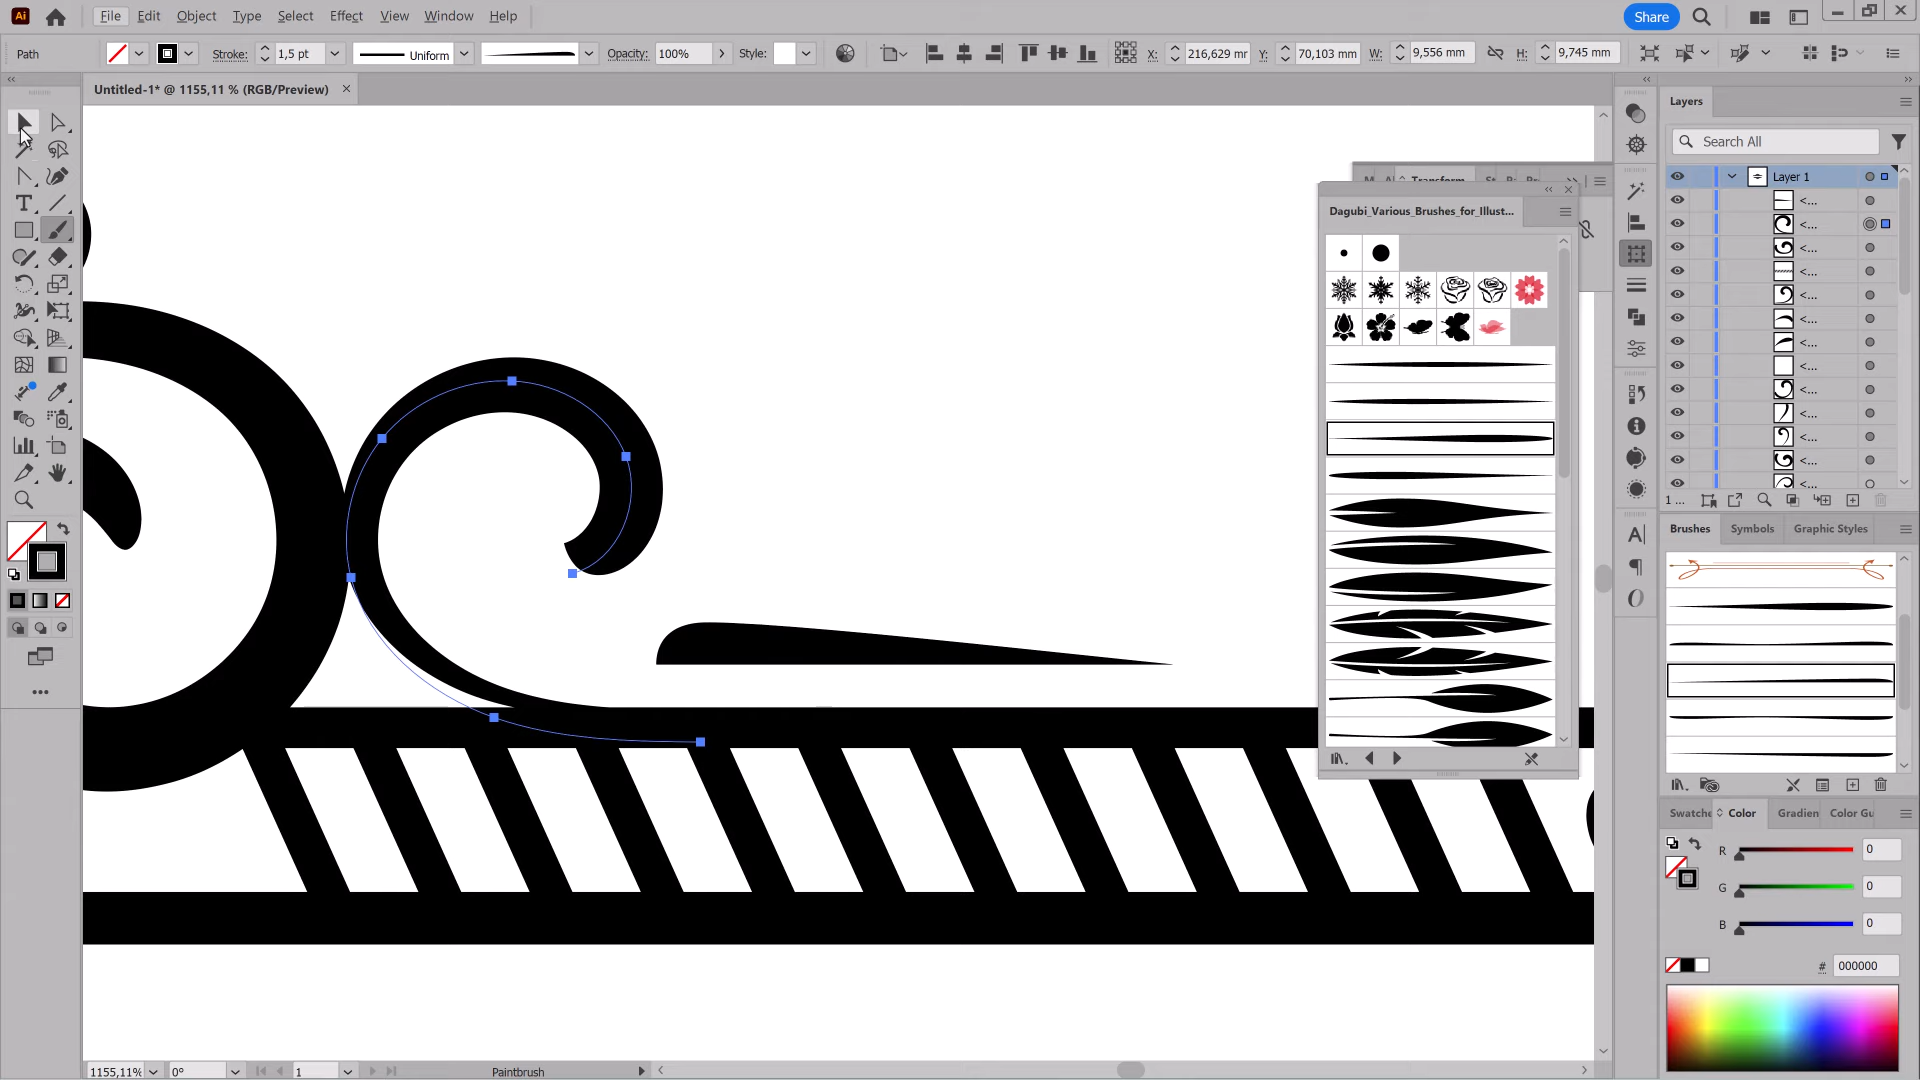 Ai File Edit Object Type Select Effect View Window Help Share
Path Stroke: 1,5 pt Uniform Opacity: 100% Style: X: 216,629 mr Y: 70,103 mm W: 9,556 mm H: 9,745 mm
Untitled-1* @ 1155,11 % (RGB/Preview)
Layers
Search All
Transform
Layer 1
Dagubi_Various_Brushes_for_Illust...
<...
<...
<...
<...
<...
<...
<...
<...
<...
<...
<...
<...
<...
1 ...
Brushes Symbols Graphic Styles
Swatche Color Gradien Color Gu
R 0
G 0
B 0
# 000000
1155,11% 0° 1 Paintbrush